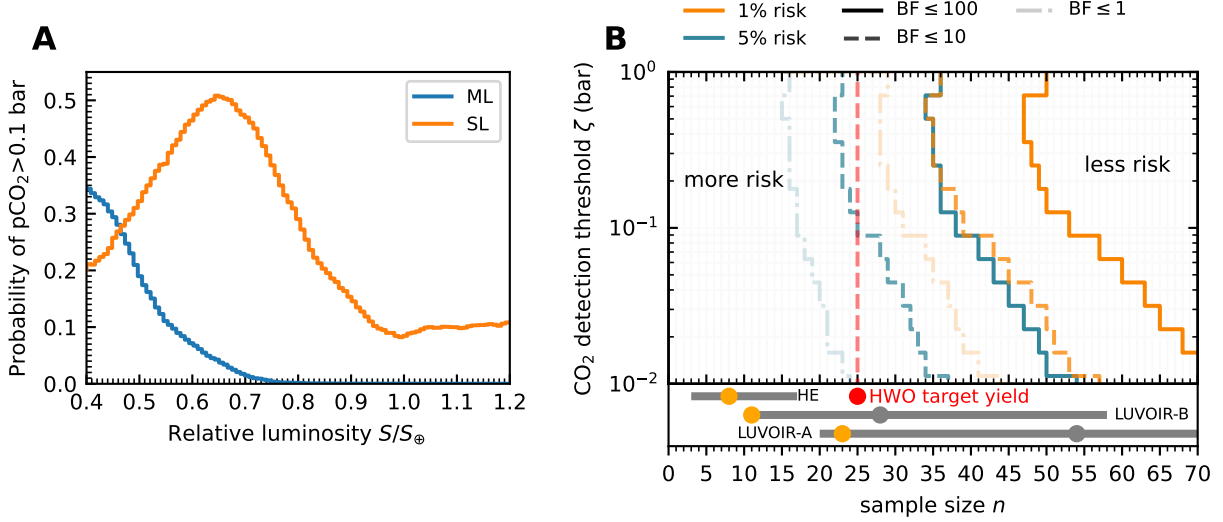 A
Probability of pCO₂>0.1 bar
0.5
0.4
0.3
0.2
0.1
0.0
ML
SL
0.4 0.5 0.6 0.7 0.8 0.9 1.0 1.1 1.2
Relative luminosity S/S⊕
1% risk BF ≤ 100 BF ≤ 1
5% risk BF ≤ 10
B
CO₂ detection threshold ζ (bar)
10⁰
10⁻¹
10⁻²
more risk
less risk
HE
HWO target yield
LUVOIR-B
LUVOIR-A
0 5 10 15 20 25 30 35 40 45 50 55 60 65 70
sample size n